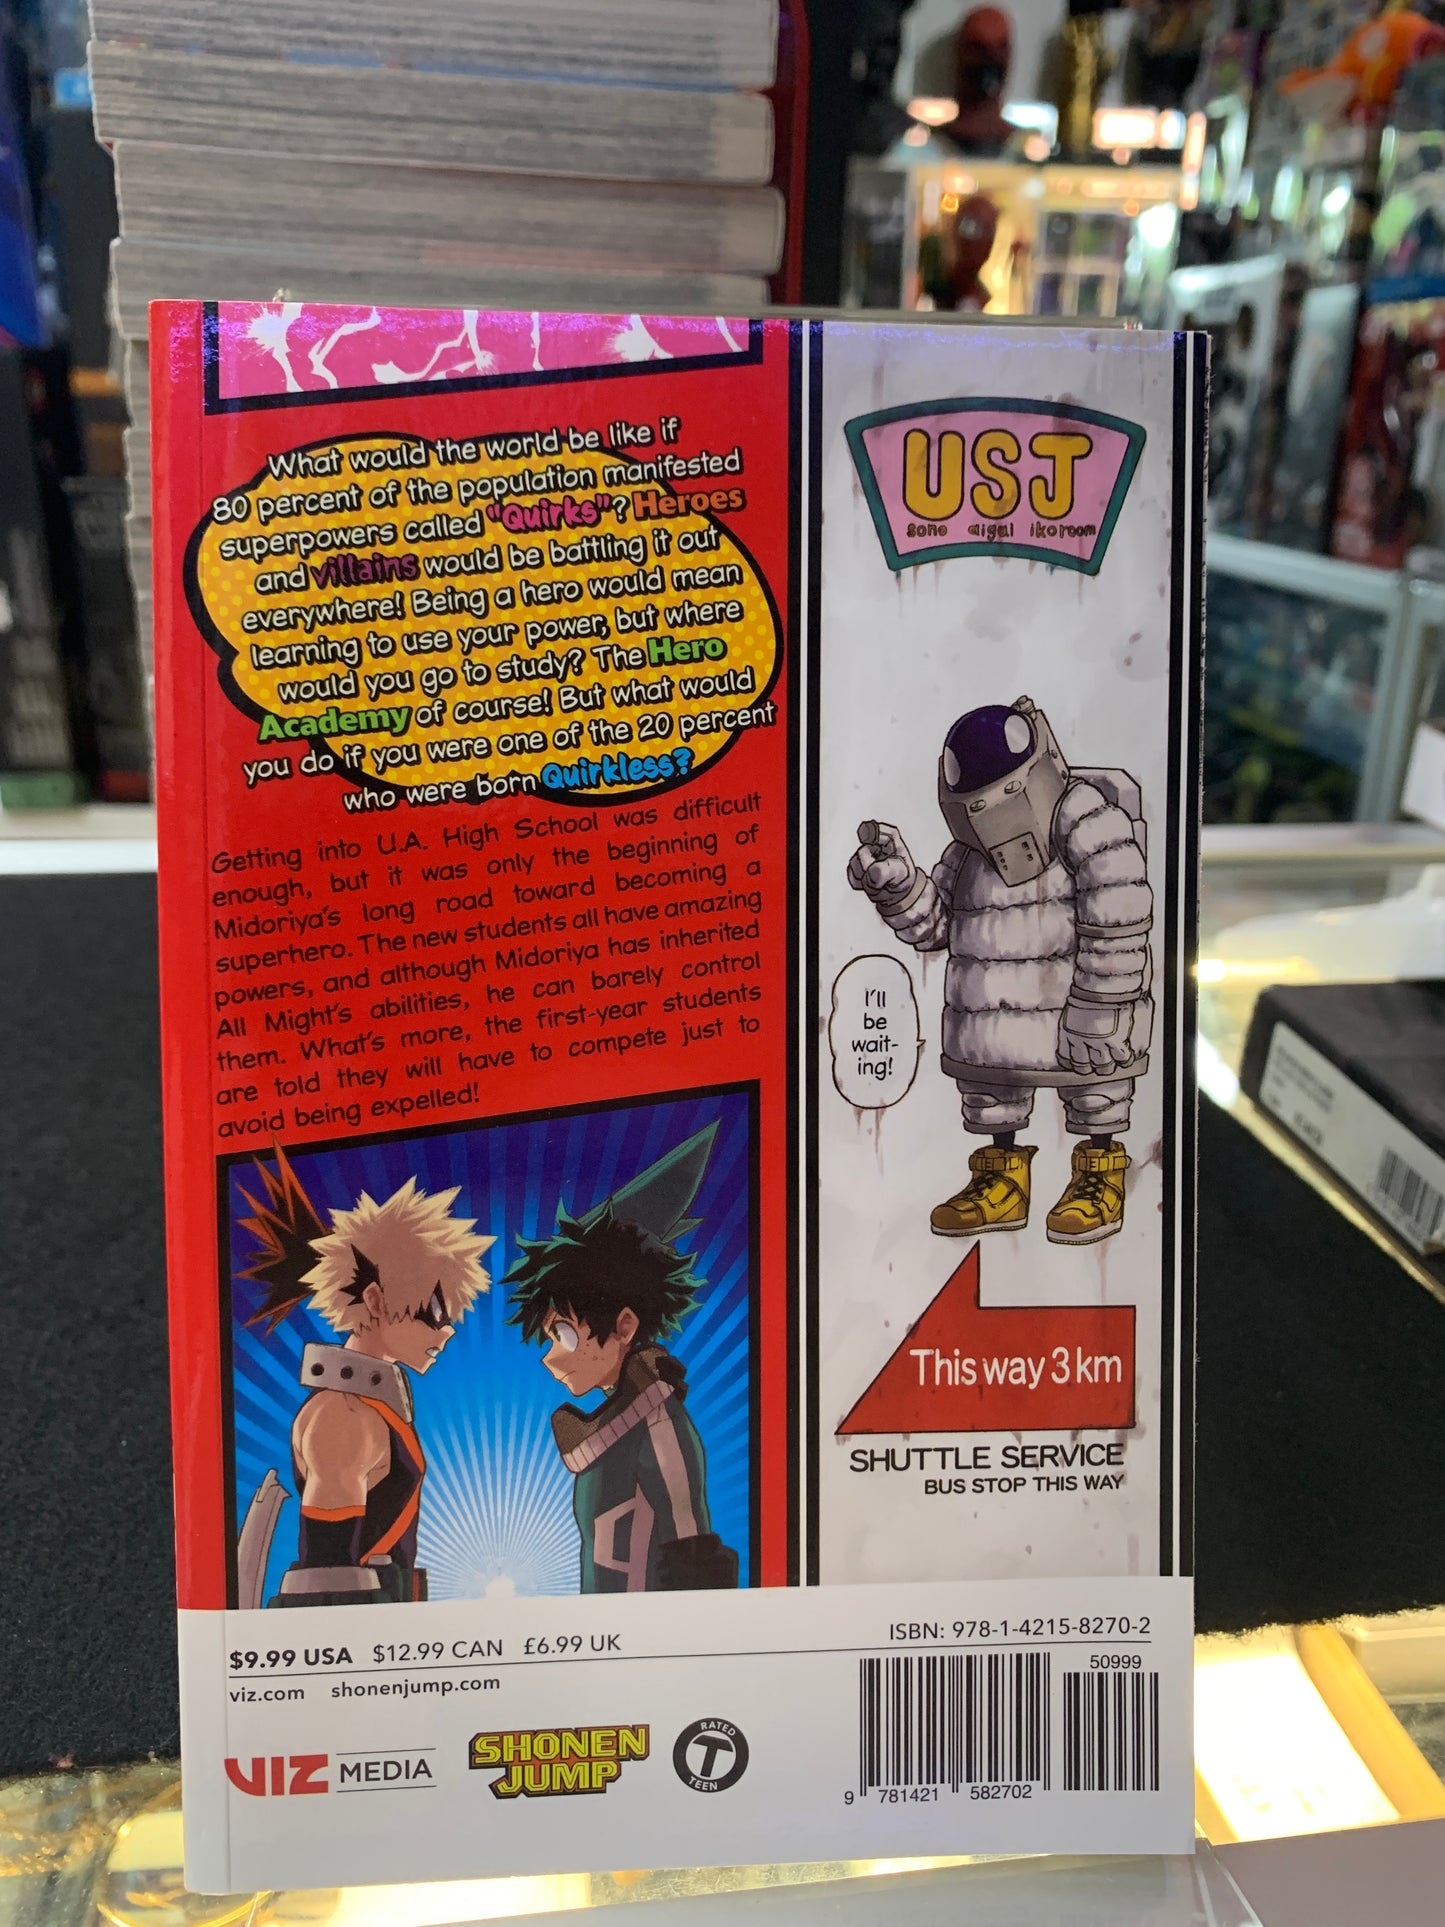 What would the world be like if
80 percent of the population manifested
superpowers called "Quirks"? Heroes
and villains would be battling it out
everywhere! Being a hero would mean
learning to use your power, but where
would you go to study? The Hero
Academy of course! But what would
you do if you were one of the 20 percent
who were born Quirkless?
Getting into U.A. High School was difficult
enough, but it was only the beginning of
Midoriya's long road toward becoming a
superhero. The new students all have amazing
powers, and although Midoriya has inherited
All Might's abilities, he can barely control
them. What's more, the first-year students
are told they will have to compete just to
avoid being expelled!
USJ
sono aigal ikoroom
I'll
be
wait-
ing!
This way 3 km
SHUTTLE SERVICE
BUS STOP THIS WAY
$9.99 USA $12.99 CAN £6.99 UK
viz.com shonenjump.com
VIZ MEDIA
SHONEN
JUMP
RATED
T
TEEN
ISBN: 978-1-4215-8270-2
50999
9 781421 582702